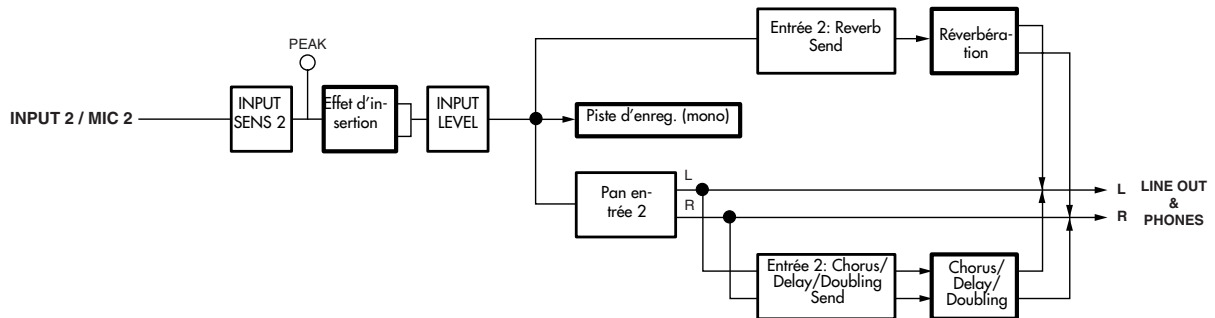 PEAK
INPUT 2 / MIC 2
INPUT
SENS 2
Effet d'in-
sertion
INPUT
LEVEL
Entrée 2: Reverb
Send
Réverbéra-
tion
Piste d'enreg. (mono)
Pan en-
trée 2
L
R
L
R
LINE OUT
&
PHONES
Entrée 2: Chorus/
Delay/Doubling
Send
Chorus/
Delay/
Doubling